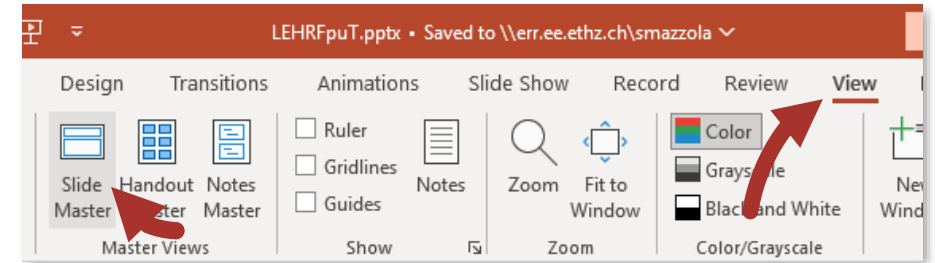 LEHRFpuT.pptx • Saved to \\err.ee.ethz.ch\smazzola
Design Transitions Animations Slide Show Record Review View
Slide Master
Handout Master
Notes Master
Master Views
Ruler
Gridlines
Guides
Notes
Show
Zoom
Fit to Window
Zoom
Color
Grayscale
Black and White
Color/Grayscale